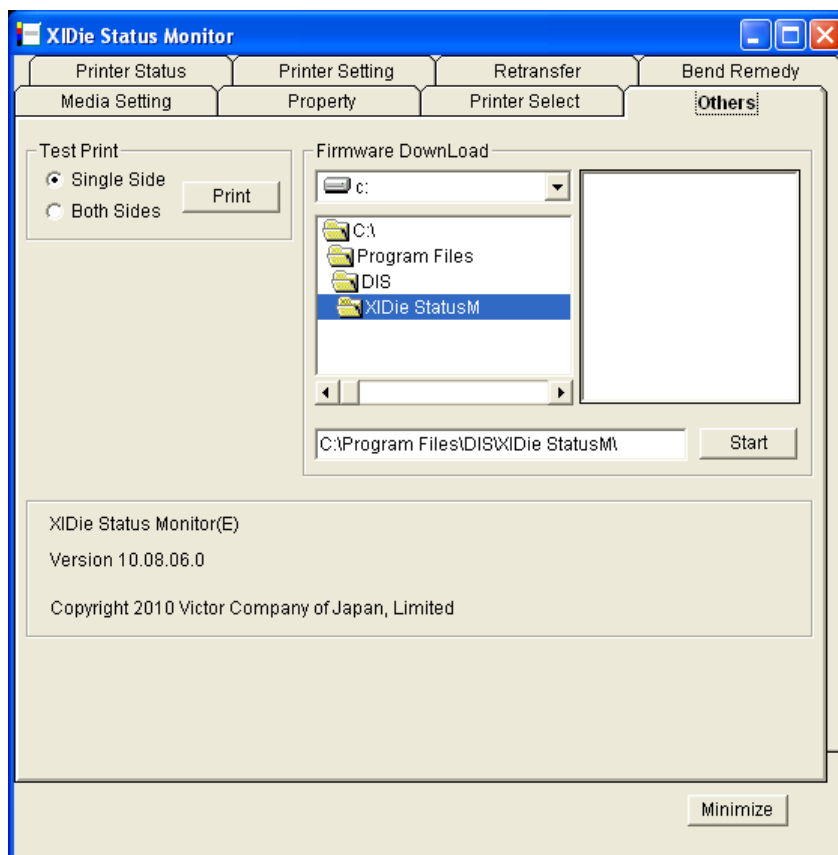 XIDie Status Monitor
Printer Status Printer Setting Retransfer Bend Remedy
Media Setting Property Printer Select Others
Test Print
Single Side
Both Sides
Print
Firmware DownLoad
c:
C:\
Program Files
DIS
XIDie StatusM
C:\Program Files\DIS\XIDie StatusM\
Start
XIDie Status Monitor(E)
Version 10.08.06.0
Copyright 2010 Victor Company of Japan, Limited
Minimize